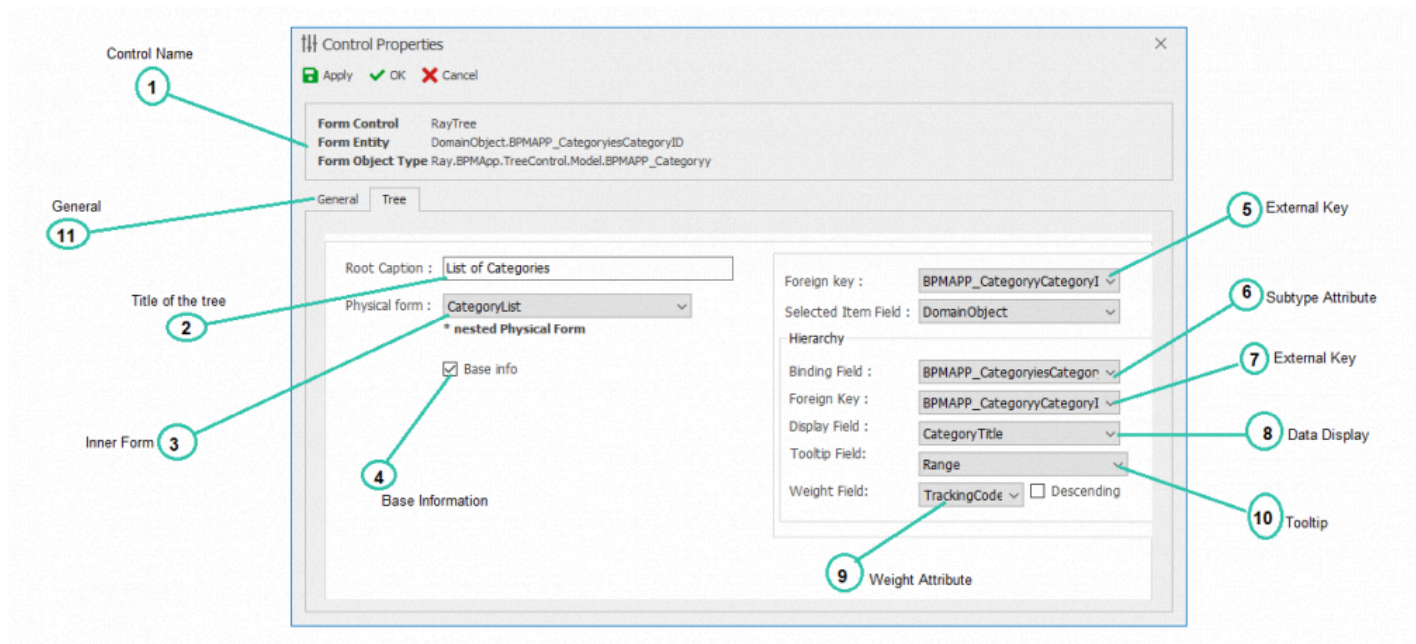 Control Properties
Apply OK Cancel
Control Name
1
Form Control RayTree
Form Entity DomainObject.BPMAPP_CategoryiesCategoryID
Form Object Type Ray.BPMApp.TreeControl.Model.BPMAPP_Categoryy
General Tree
General
11
5 External Key
Root Caption : List of Categories
Foreign key : BPMAPP_CategoryyCategoryI
Title of the tree
2
Physical form : CategoryList
* nested Physical Form
Selected Item Field : DomainObject
6 Subtype Attribute
Hierarchy
Base info
Binding Field : BPMAPP_CategoryiesCategor
7 External Key
Foreign Key : BPMAPP_CategoryyCategoryI
Display Field : CategoryTitle
8 Data Display
Inner Form 3
Tooltip Field: Range
4
Base Information
Weight Field: TrackingCode Descending
10 Tooltip
9 Weight Attribute